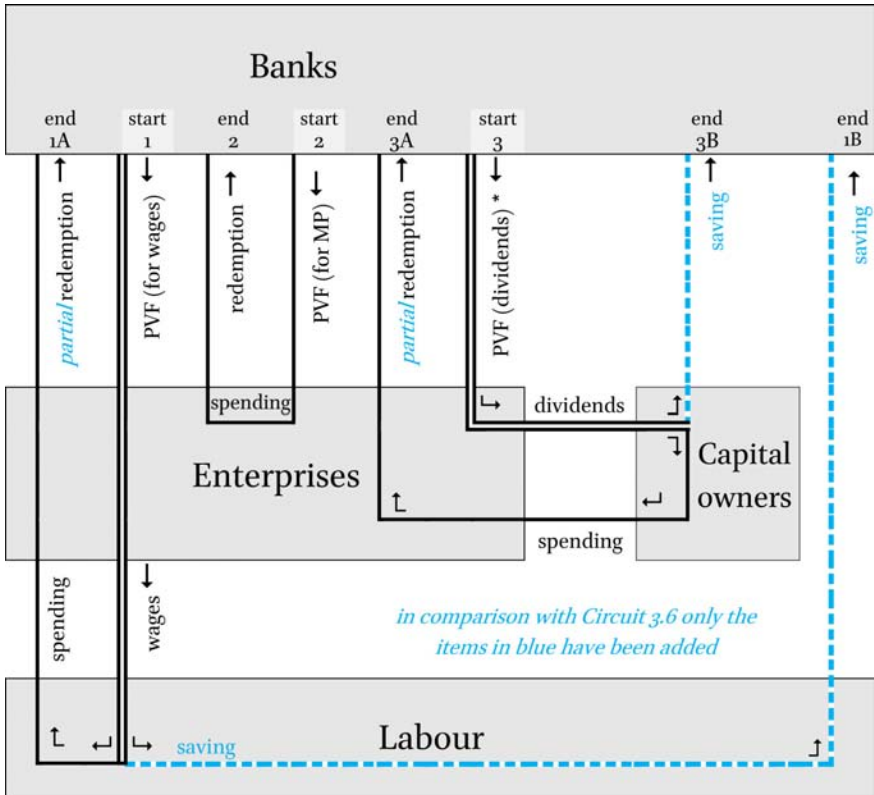 Banks
end
1A
start
1
end
2
start
2
end
3A
start
3
end
3B
end
1B
partial redemption
PVF (for wages)
redemption
PVF (for MP)
partial redemption
PVF (dividends) *
saving
saving
spending
dividends
Enterprises
Capital
owners
spending
spending
wages
in comparison with Circuit 3.6 only the
items in blue have been added
saving
Labour